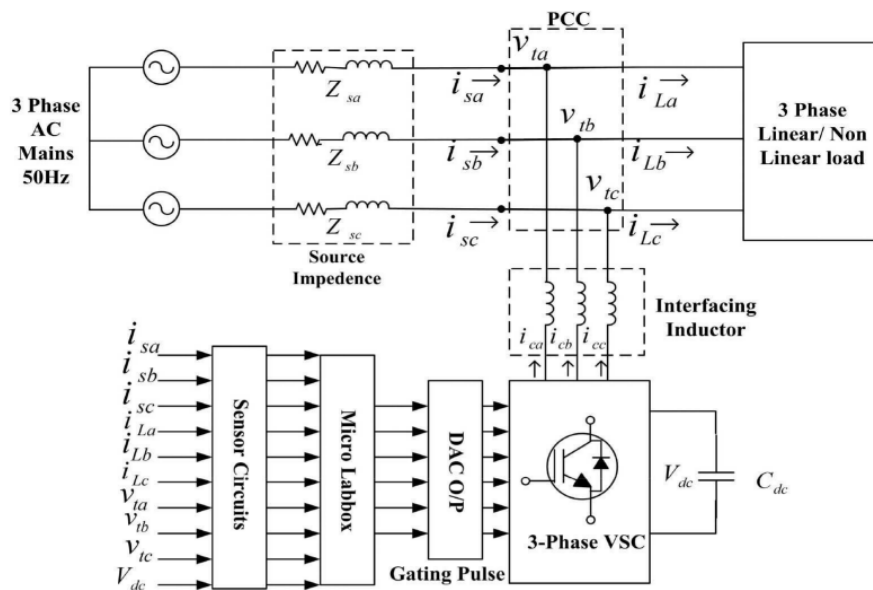 PCC
v_ta
i_sa
i_La
Z_sa
3 Phase
AC
Mains
50Hz
3 Phase
Linear/ Non
Linear load
v_tb
i_sb
i_Lb
Z_sb
v_tc
i_sc
i_Lc
Z_sc
Source
Impedence
Interfacing
Inductor
i_ca
i_cb
i_cc
i_sa
i_sb
i_sc
i_La
i_Lb
i_Lc
v_ta
v_tb
v_tc
V_dc
Sensor Circuits
Micro Labbox
DAC O/P
Gating Pulse
3-Phase VSC
V_dc
C_dc